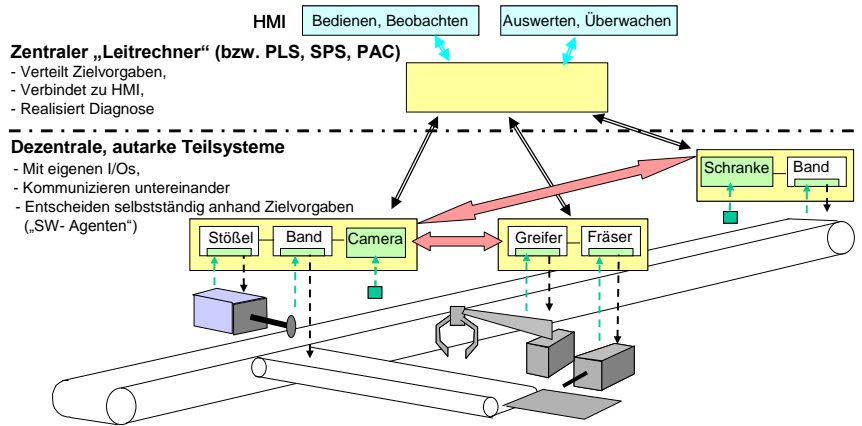 HMI
Bedienen, Beobachten
Auswerten, Überwachen
Zentraler „Leitrechner“ (bzw. PLS, SPS, PAC)
- Verteilt Zielvorgaben,
- Verbindet zu HMI,
- Realisiert Diagnose
Dezentrale, autarke Teilsysteme
- Mit eigenen I/Os,
- Kommunizieren untereinander
- Entscheiden selbstständig anhand Zielvorgaben
(„SW- Agenten“)
Schranke
Band
Stößel
Band
Camera
Greifer
Fräser